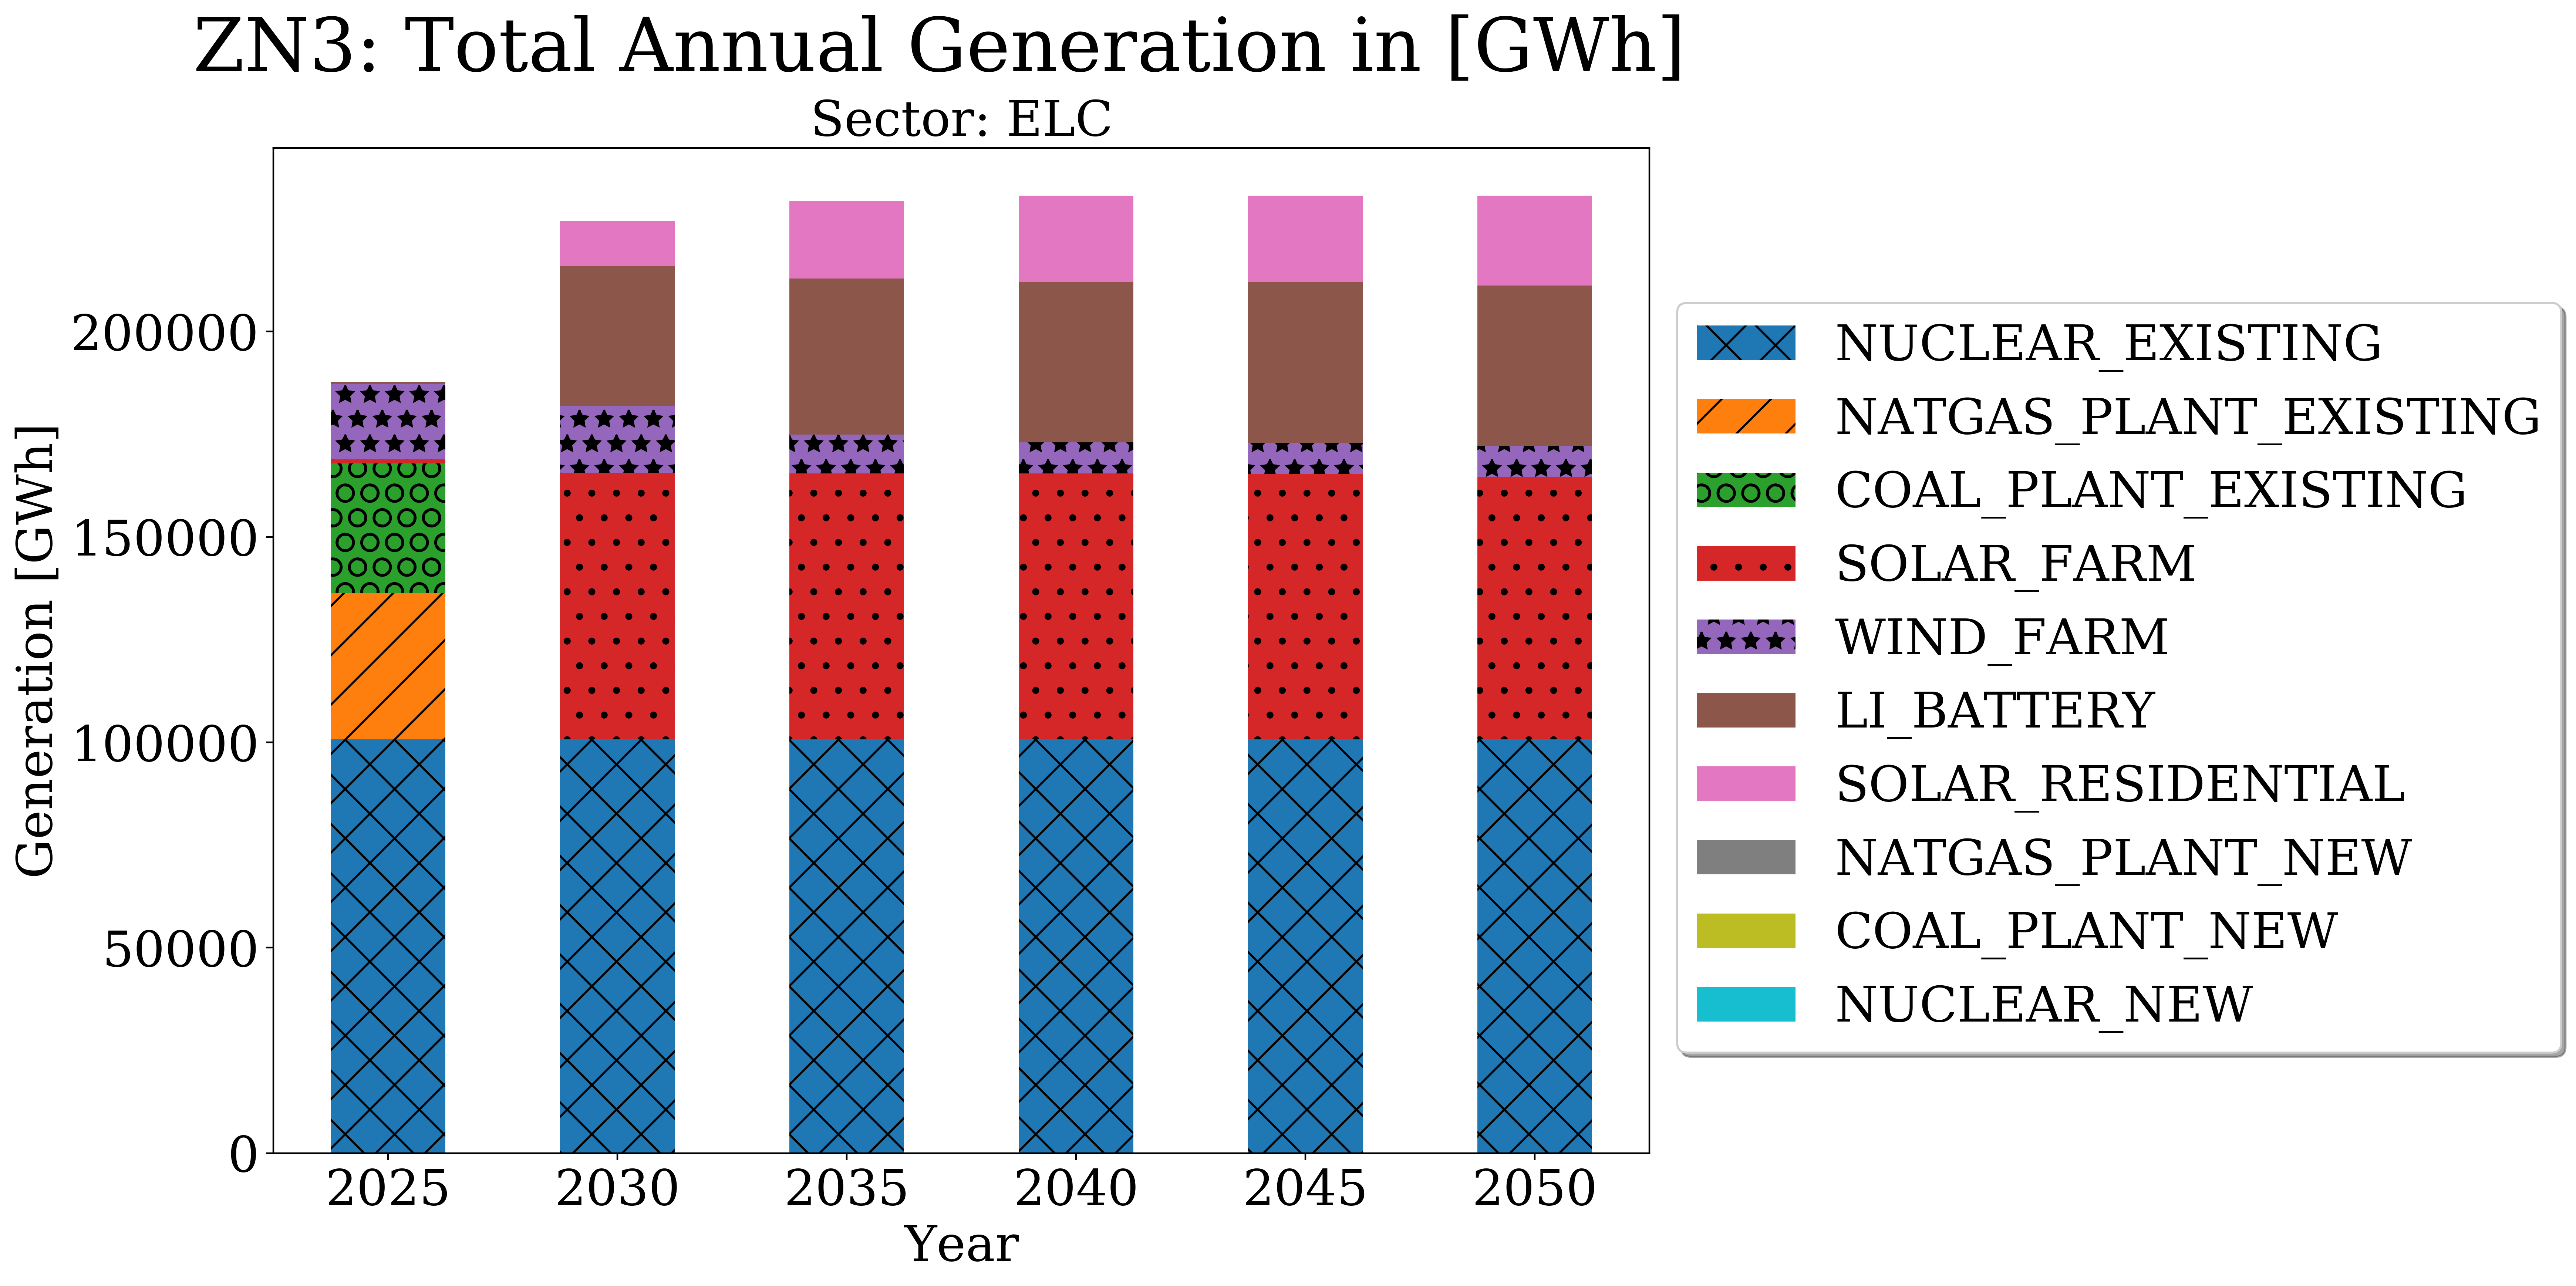 ZN3: Total Annual Generation in [GWh]
Sector: ELC
Generation [GWh]
200000
150000
100000
50000
0
2025 2030 2035 2040 2045 2050
Year
NUCLEAR_EXISTING
NATGAS_PLANT_EXISTING
COAL_PLANT_EXISTING
SOLAR_FARM
WIND_FARM
LI_BATTERY
SOLAR_RESIDENTIAL
NATGAS_PLANT_NEW
COAL_PLANT_NEW
NUCLEAR_NEW